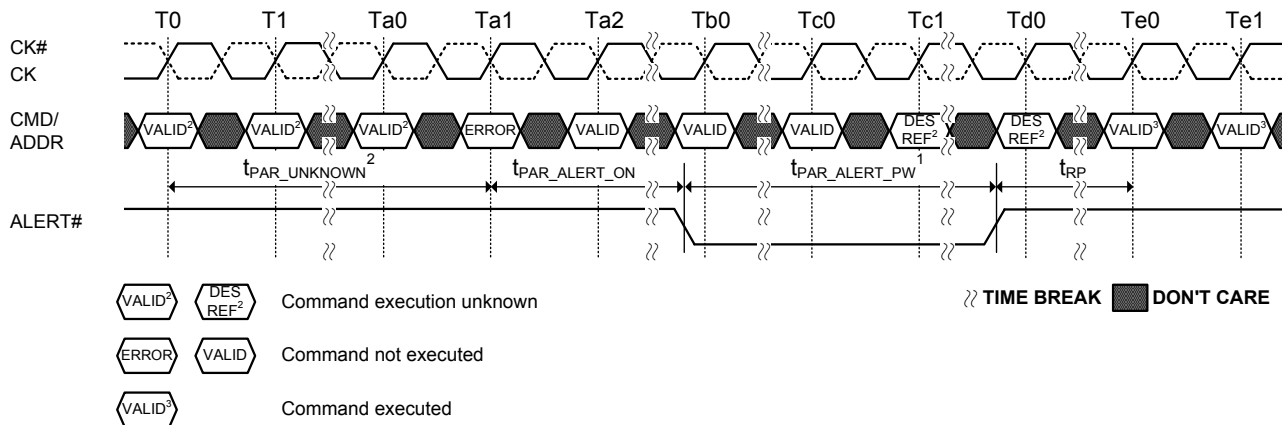 T0 T1 Ta0 Ta1 Ta2 Tb0 Tc0 Tc1 Td0 Te0 Te1
CK#
CK
CMD/
ADDR
VALID² VALID² VALID² ERROR VALID VALID VALID DES REF² DES REF² VALID³ VALID³
tPAR_UNKNOWN² tPAR_ALERT_ON tPAR_ALERT_PW¹ tRP
ALERT#
VALID² DES REF² Command execution unknown
TIME BREAK DON'T CARE
ERROR VALID Command not executed
VALID³ Command executed